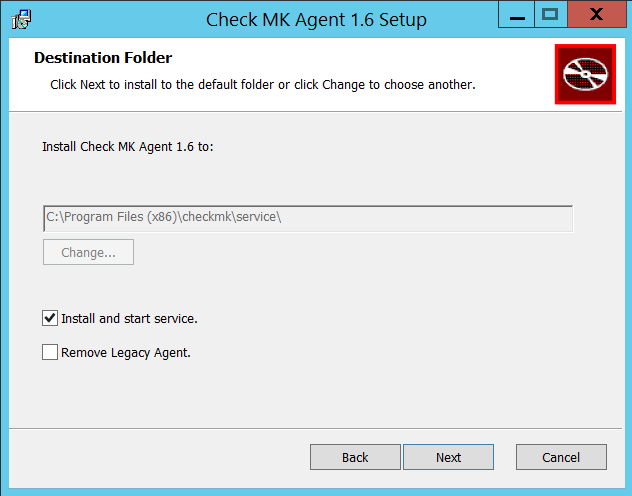 Check MK Agent 1.6 Setup
X
Destination Folder
Click Next to install to the default folder or click Change to choose another.
Install Check MK Agent 1.6 to:
C:\Program Files (x86)\checkmk\service\
Change...
Install and start service.
Remove Legacy Agent.
Back Next Cancel